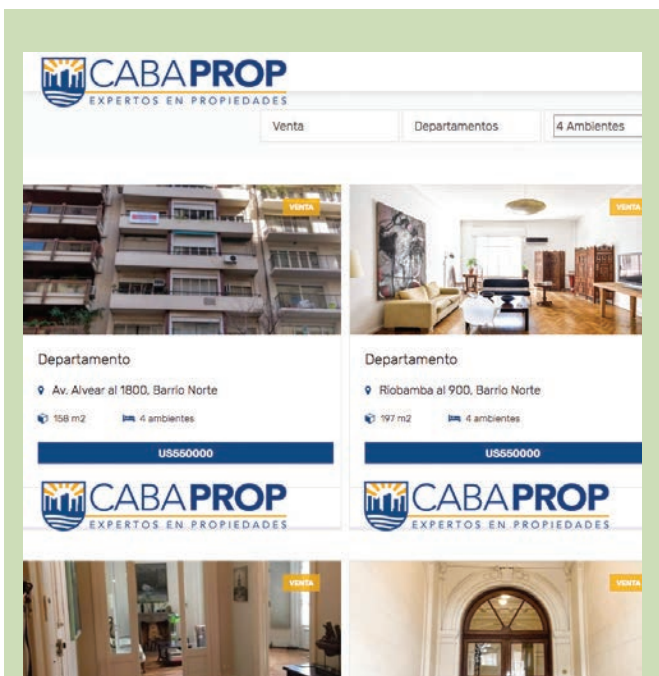 CABAPROP
EXPERTOS EN PROPIEDADES
Venta
Departamentos
4 Ambientes
VENTA
VENTA
Departamento
Av. Alvear al 1800, Barrio Norte
158 m2
4 ambientes
US550000
Departamento
Riobamba al 900, Barrio Norte
197 m2
4 ambientes
US550000
CABAPROP
EXPERTOS EN PROPIEDADES
CABAPROP
EXPERTOS EN PROPIEDADES
VENTA
VENTA